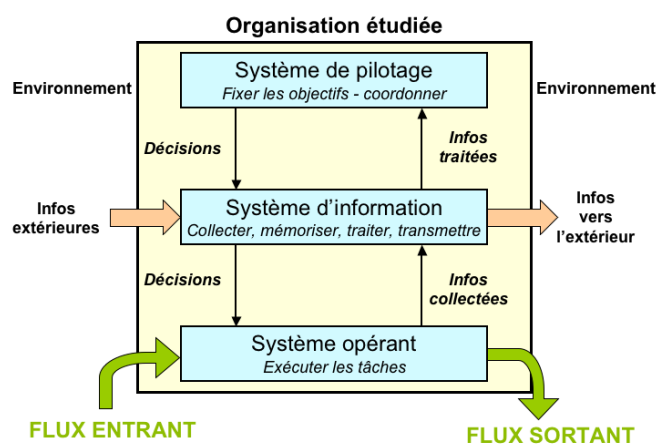 Organisation étudiée
Système de pilotage
Fixer les objectifs - coordonner
Environnement
Environnement
Décisions
Infos
traitées
Infos
extérieures
Système d’information
Collecter, mémoriser, traiter, transmettre
Infos
vers
l’extérieur
Décisions
Infos
collectées
Système opérant
Exécuter les tâches
FLUX ENTRANT
FLUX SORTANT